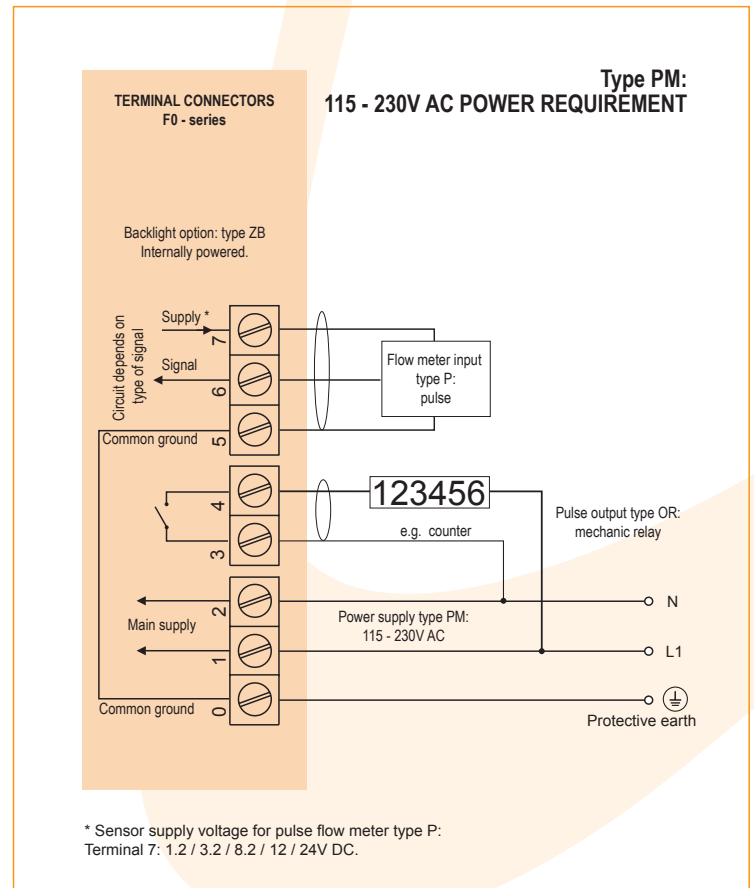 Type PM:
115 - 230V AC POWER REQUIREMENT
TERMINAL CONNECTORS
F0 - series
Backlight option: type ZB
Internally powered.
Circuit depends on
type of signal
Supply *
7
Signal
6
Common ground
5
Flow meter input
type P:
pulse
4
123456
3
e.g. counter
Pulse output type OR:
mechanic relay
2
Main supply
1
Power supply type PM:
115 - 230V AC
N
L1
Common ground
0
Protective earth
* Sensor supply voltage for pulse flow meter type P:
Terminal 7: 1.2 / 3.2 / 8.2 / 12 / 24V DC.